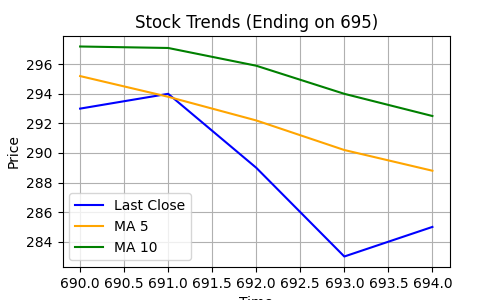 Stock Trends (Ending on 695)
Price
296
294
292
290
288
286
284
Last Close
MA 5
MA 10
690.0 690.5 691.0 691.5 692.0 692.5 693.0 693.5 694.0
Time